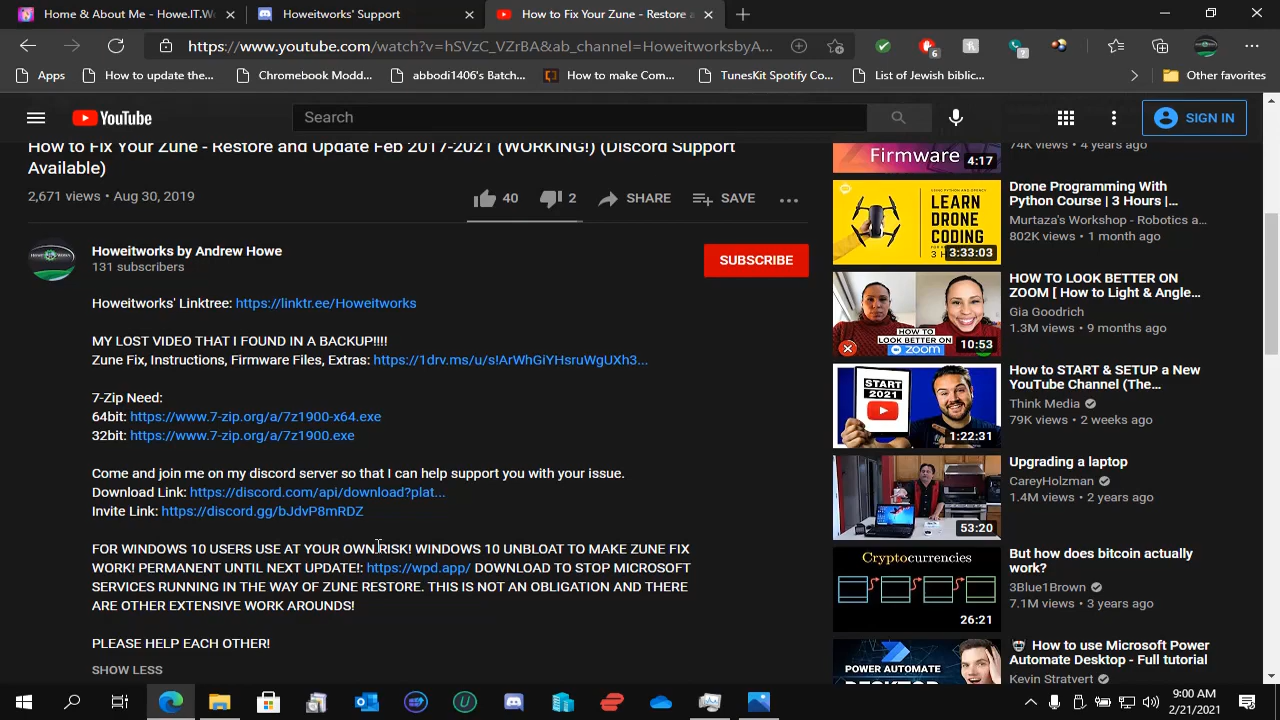 Home & About Me - Howe.IT.W
Howeitworks' Support
How to Fix Your Zune - Restore a
https://www.youtube.com/watch?v=hSVzC_VZrBA&ab_channel=HoweitworksbyA...
6
?
Apps
How to update the...
Chromebook Modd...
abbodi1406's Batch...
How to make Com...
TunesKit Spotify Co...
List of Jewish biblic...
Other favorites
YouTube
Search
SIGN IN
How to Fix Your Zune - Restore and Update Feb 2017-2021 (WORKING!) (Discord Support
Available)
2,671 views • Aug 30, 2019
40
2
SHARE
SAVE
Howeitworks by Andrew Howe
131 subscribers
SUBSCRIBE
Howeitworks' Linktree: https://linktr.ee/Howeitworks
MY LOST VIDEO THAT I FOUND IN A BACKUP!!!!
Zune Fix, Instructions, Firmware Files, Extras: https://1drv.ms/u/s!ArWhGiYHsruWgUXh3...
7-Zip Need:
64bit: https://www.7-zip.org/a/7z1900-x64.exe
32bit: https://www.7-zip.org/a/7z1900.exe
Come and join me on my discord server so that I can help support you with your issue.
Download Link: https://discord.com/api/download?plat...
Invite Link: https://discord.gg/bJdvP8mRDZ
FOR WINDOWS 10 USERS USE AT YOUR OWN RISK! WINDOWS 10 UNBLOAT TO MAKE ZUNE FIX
WORK! PERMANENT UNTIL NEXT UPDATE!: https://wpd.app/ DOWNLOAD TO STOP MICROSOFT
SERVICES RUNNING IN THE WAY OF ZUNE RESTORE. THIS IS NOT AN OBLIGATION AND THERE
ARE OTHER EXTENSIVE WORK AROUNDS!
PLEASE HELP EACH OTHER!
SHOW LESS
Firmware
4:17
74K views • 4 years ago
LEARN
DRONE
CODING
3:33:03
Drone Programming With
Python Course | 3 Hours |...
Murtaza's Workshop - Robotics a...
802K views • 1 month ago
HOW TO
LOOK BETTER
ON zoom
10:53
HOW TO LOOK BETTER ON
ZOOM [ How to Light & Angle...
Gia Goodrich
1.3M views • 9 months ago
START
2021
1:22:31
How to START & SETUP a New
YouTube Channel (The...
Think Media
79K views • 2 weeks ago
53:20
Upgrading a laptop
CareyHolzman
1.4M views • 2 years ago
Cryptocurrencies
26:21
But how does bitcoin actually
work?
3Blue1Brown
7.1M views • 3 years ago
POWER AUTOMATE
How to use Microsoft Power
Automate Desktop - Full tutorial
Kevin Stratvert
9:00 AM
2/21/2021